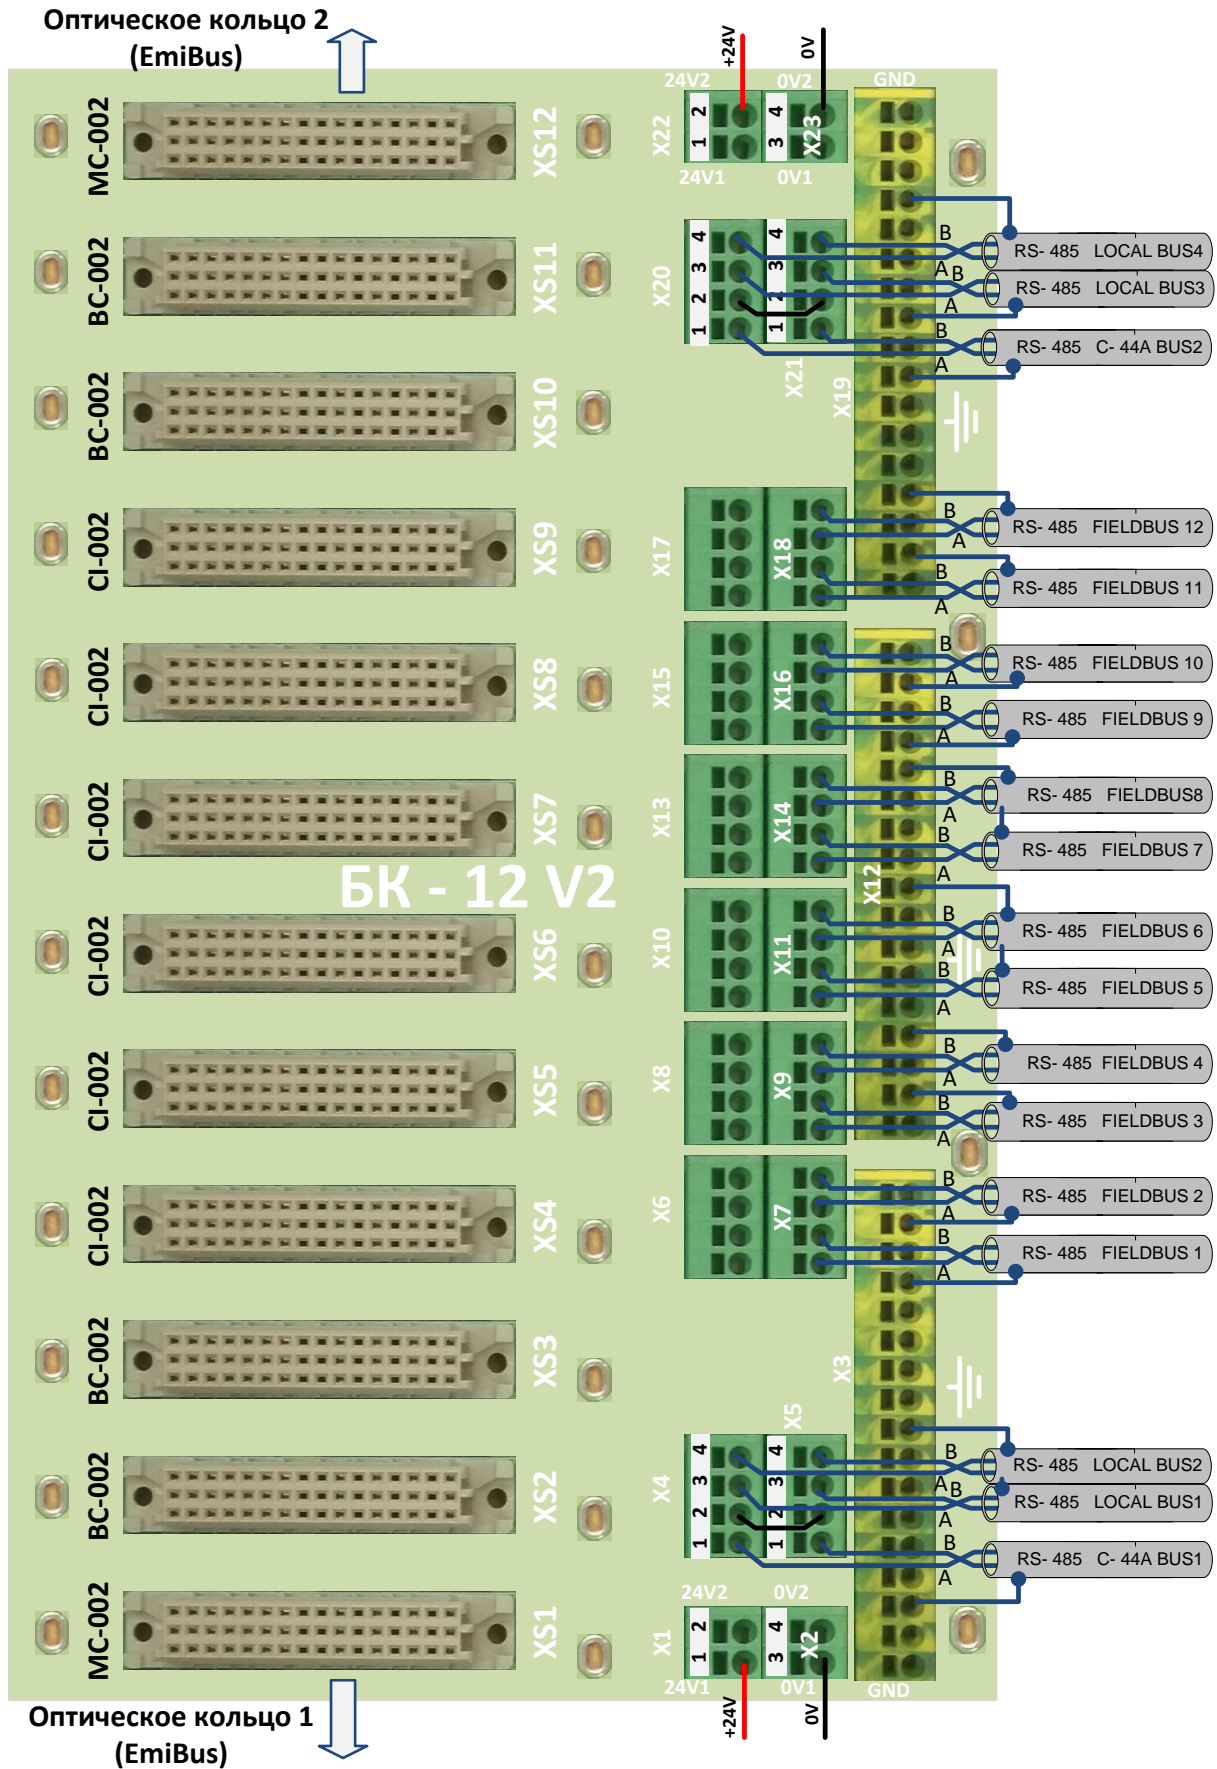 Оптическое кольцо 2
(EmiBus)
+24V
0V
24V2
0V2
GND
MC-002
XS12
X22
2
1
4
3
X23
24V1
0V1
BC-002
XS11
X20
4
3
2
1
4
3
2
1
X21
X19
B
A
RS- 485 LOCAL BUS4
B
A
RS- 485 LOCAL BUS3
B
A
RS- 485 C- 44A BUS2
BC-002
XS10
CI-002
XS9
X17
X18
B
A
RS- 485 FIELDBUS 12
B
A
RS- 485 FIELDBUS 11
CI-002
XS8
X15
X16
B
A
RS- 485 FIELDBUS 10
B
A
RS- 485 FIELDBUS 9
CI-002
XS7
X13
X14
B
A
RS- 485 FIELDBUS8
B
A
RS- 485 FIELDBUS 7
БК - 12 V2
X12
CI-002
XS6
X10
X11
B
A
RS- 485 FIELDBUS 6
B
A
RS- 485 FIELDBUS 5
CI-002
XS5
X8
X9
B
A
RS- 485 FIELDBUS 4
B
A
RS- 485 FIELDBUS 3
CI-002
XS4
X6
X7
B
A
RS- 485 FIELDBUS 2
B
A
RS- 485 FIELDBUS 1
BC-002
XS3
X3
X5
BC-002
XS2
X4
4
3
2
1
4
3
2
1
B
A
RS- 485 LOCAL BUS2
B
A
RS- 485 LOCAL BUS1
B
A
RS- 485 C- 44A BUS1
24V2
0V2
MC-002
XS1
X1
2
1
4
3
X2
24V1
0V1
GND
+24V
0V
Оптическое кольцо 1
(EmiBus)